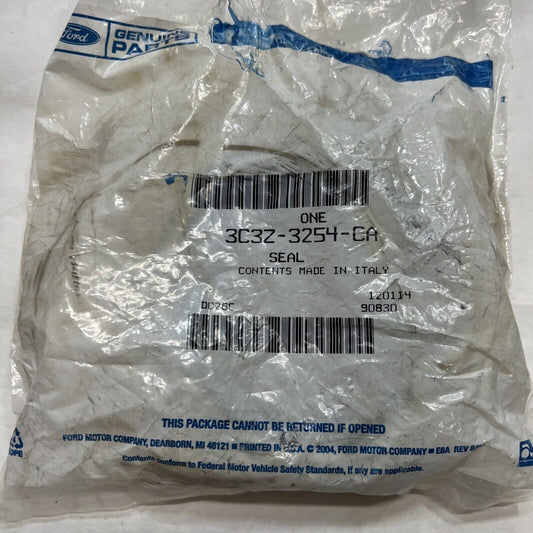 Ford
GENUINE
PARTS
ONE
3C3Z-3254-CA
SEAL
CONTENTS MADE IN ITALY
120114
90830
THIS PACKAGE CANNOT BE RETURNED IF OPENED
FORD MOTOR COMPANY, DEARBORN, MI 48121 ■ PRINTED IN U.S.A. © 2004, FORD MOTOR COMPANY ■ E8A REV
Contents conform to Federal Motor Vehicle Safety Standards, if any are applicable.